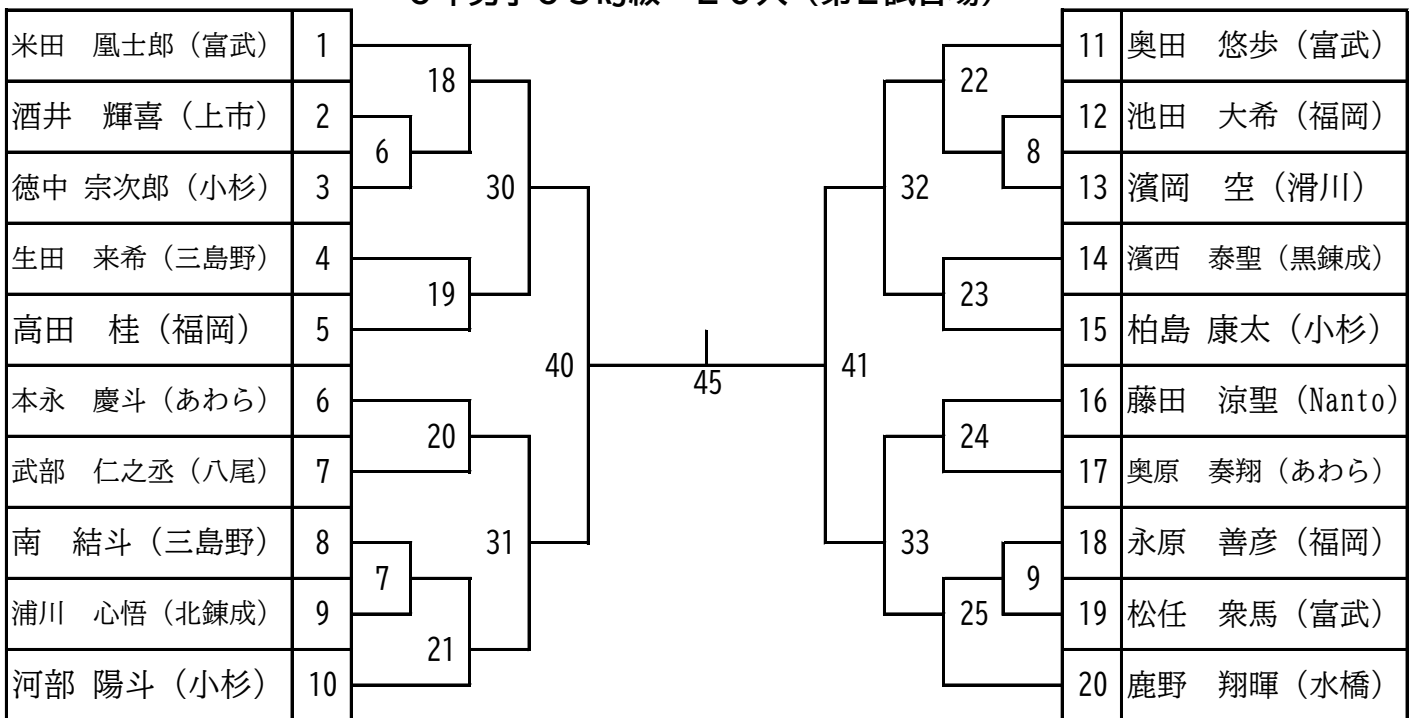 米田 凰士郎（富武） 1
酒井 輝喜（上市） 2
徳中 宗次郎（小杉） 3
生田 来希（三島野） 4
高田 桂（福岡） 5
本永 慶斗（あわら） 6
武部 仁之丞（八尾） 7
南 結斗（三島野） 8
浦川 心悟（北錬成） 9
河部 陽斗（小杉） 10
18
6
30
19
40
20
31
7
21
45
22
8
32
23
41
24
33
9
25
11 奥田 悠歩（富武）
12 池田 大希（福岡）
13 濱岡 空（滑川）
14 濱西 泰聖（黒錬成）
15 柏島 康太（小杉）
16 藤田 涼聖（Nanto）
17 奥原 奏翔（あわら）
18 永原 善彦（福岡）
19 松任 衆馬（富武）
20 鹿野 翔暉（水橋）